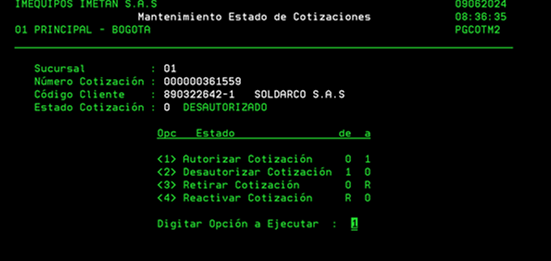 IMEQUIPOS IMETAN S.A.S 09062024
Mantenimiento Estado de Cotizaciones 08:36:35
01 PRINCIPAL - BOGOTA PGCOTM2
Sucursal : 01
Número Cotización : 000000361559
Código Cliente : 890322642-1 SOLDARCO S.A.S
Estado Cotización : 0 DESAUTORIZADO
Opc Estado de a
<1> Autorizar Cotización 0 1
<2> Desautorizar Cotización 1 0
<3> Retirar Cotización 0 R
<4> Reactivar Cotización R 0
Digitar Opción a Ejecutar : 1